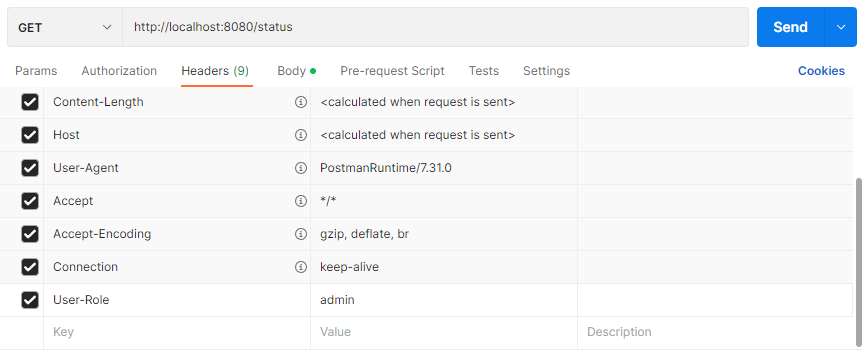 GET http://localhost:8080/status Send
Params Authorization Headers (9) Body Pre-request Script Tests Settings Cookies
Content-Length <calculated when request is sent>
Host <calculated when request is sent>
User-Agent PostmanRuntime/7.31.0
Accept */*
Accept-Encoding gzip, deflate, br
Connection keep-alive
User-Role admin
Key Value Description